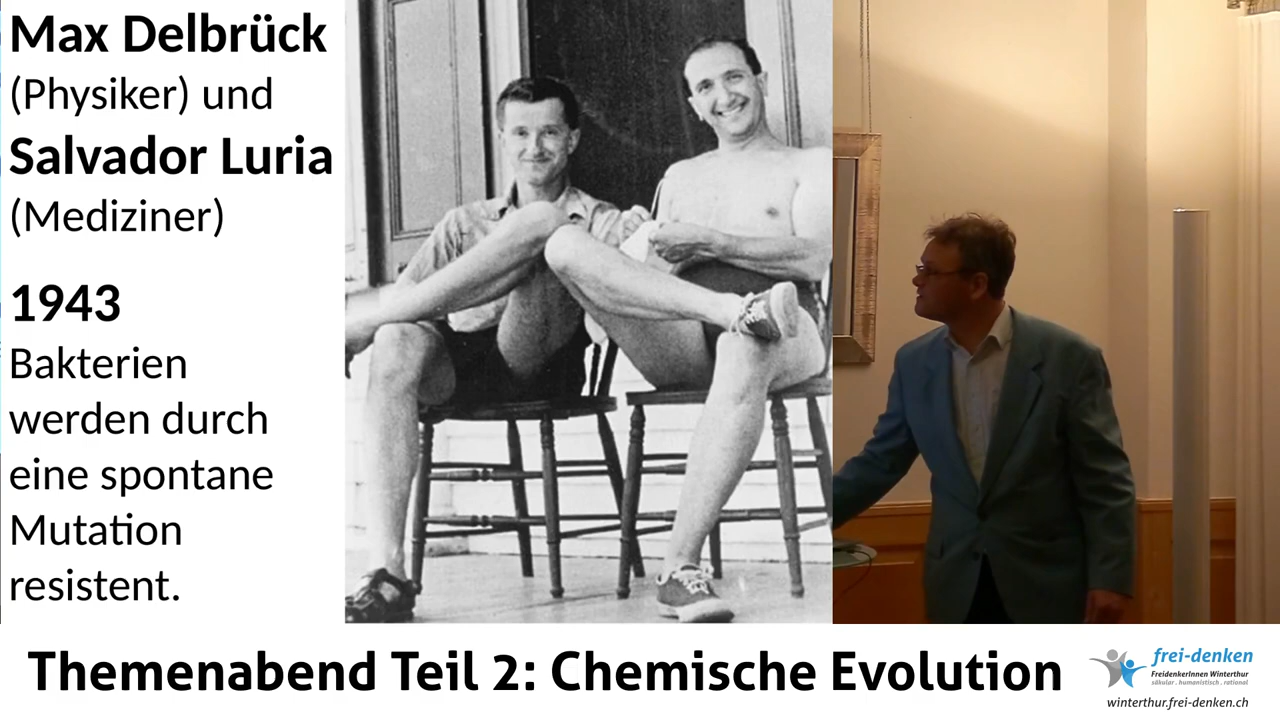 Max Delbrück
(Physiker) und
Salvador Luria
(Mediziner)
1943
Bakterien
werden durch
eine spontane
Mutation
resistent.
Themenabend Teil 2: Chemische Evolution
frei-denken
FreidenkerInnen Winterthur
säkular . humanistisch . rational
winterthur.frei-denken.ch